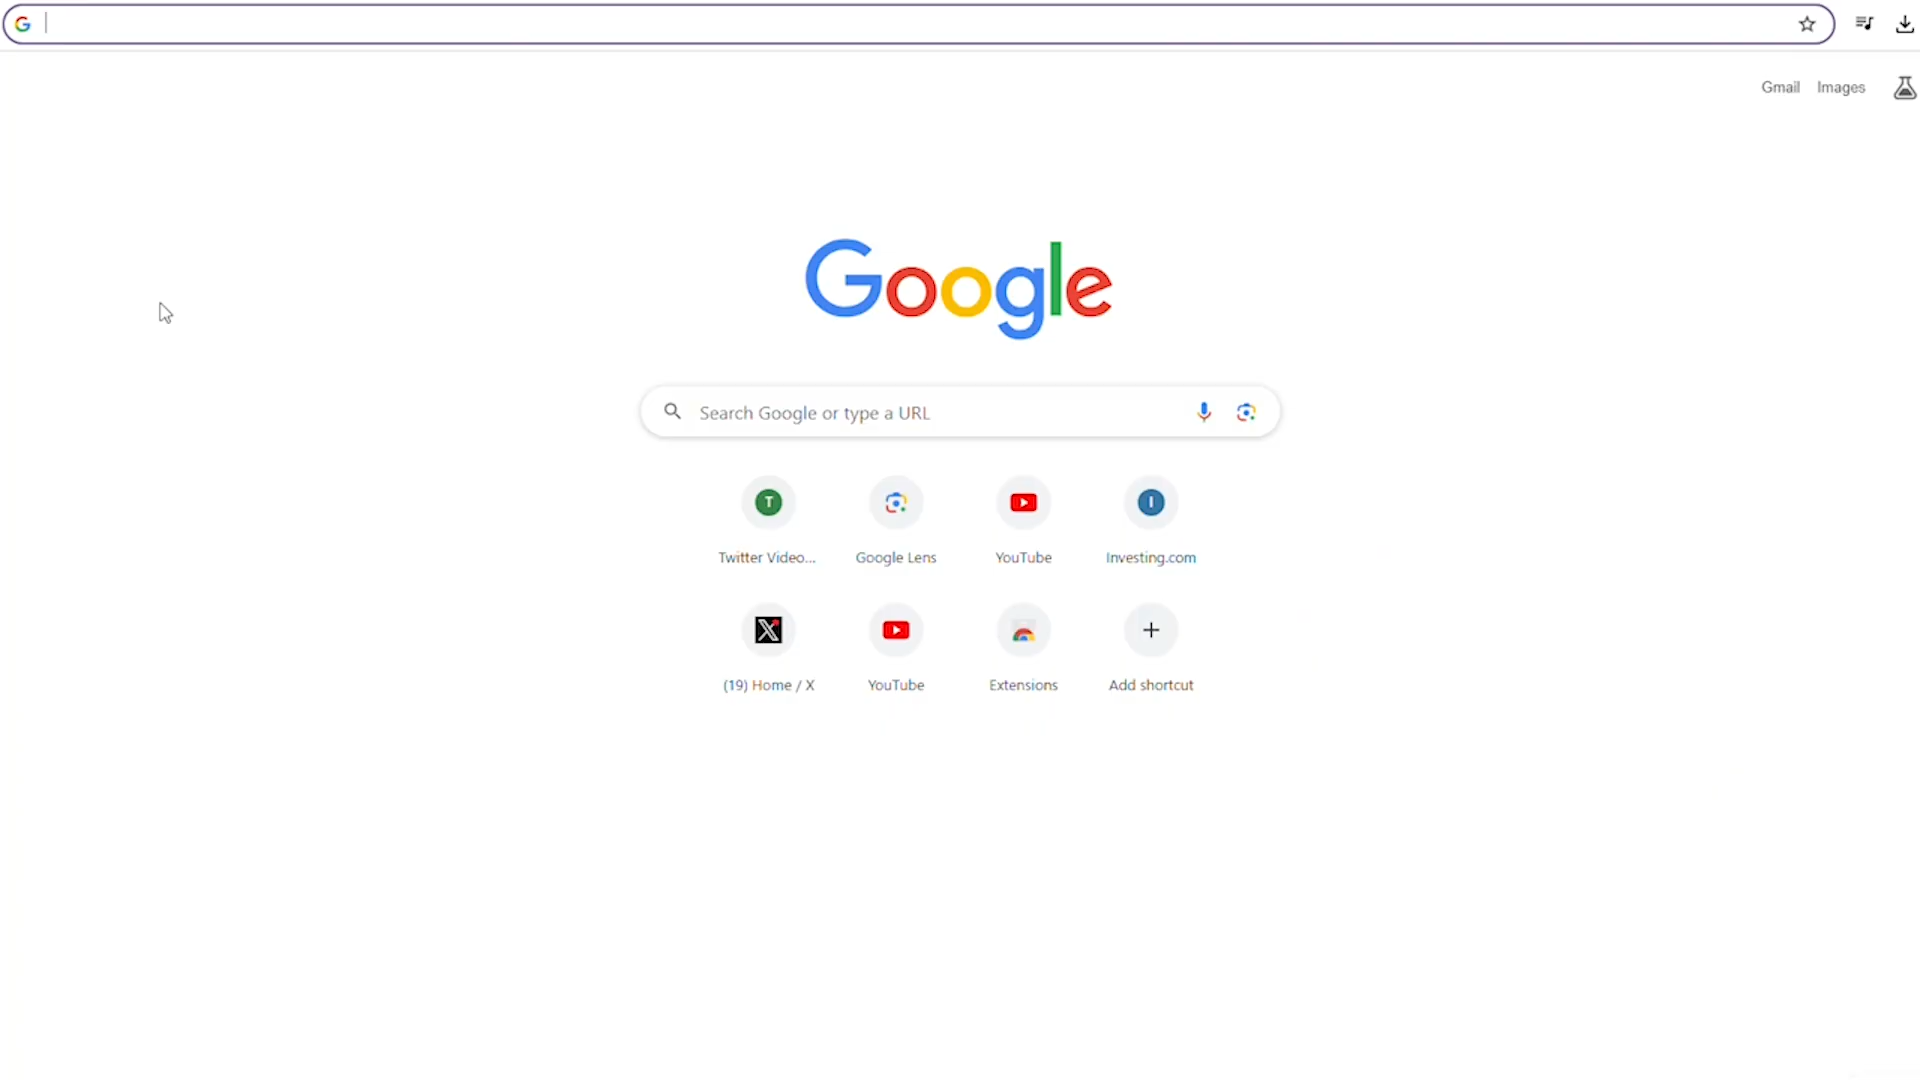 Gmail Images
Google
Search Google or type a URL
T
I
Twitter Video... Google Lens YouTube Investing.com
(19) Home / X YouTube Extensions Add shortcut